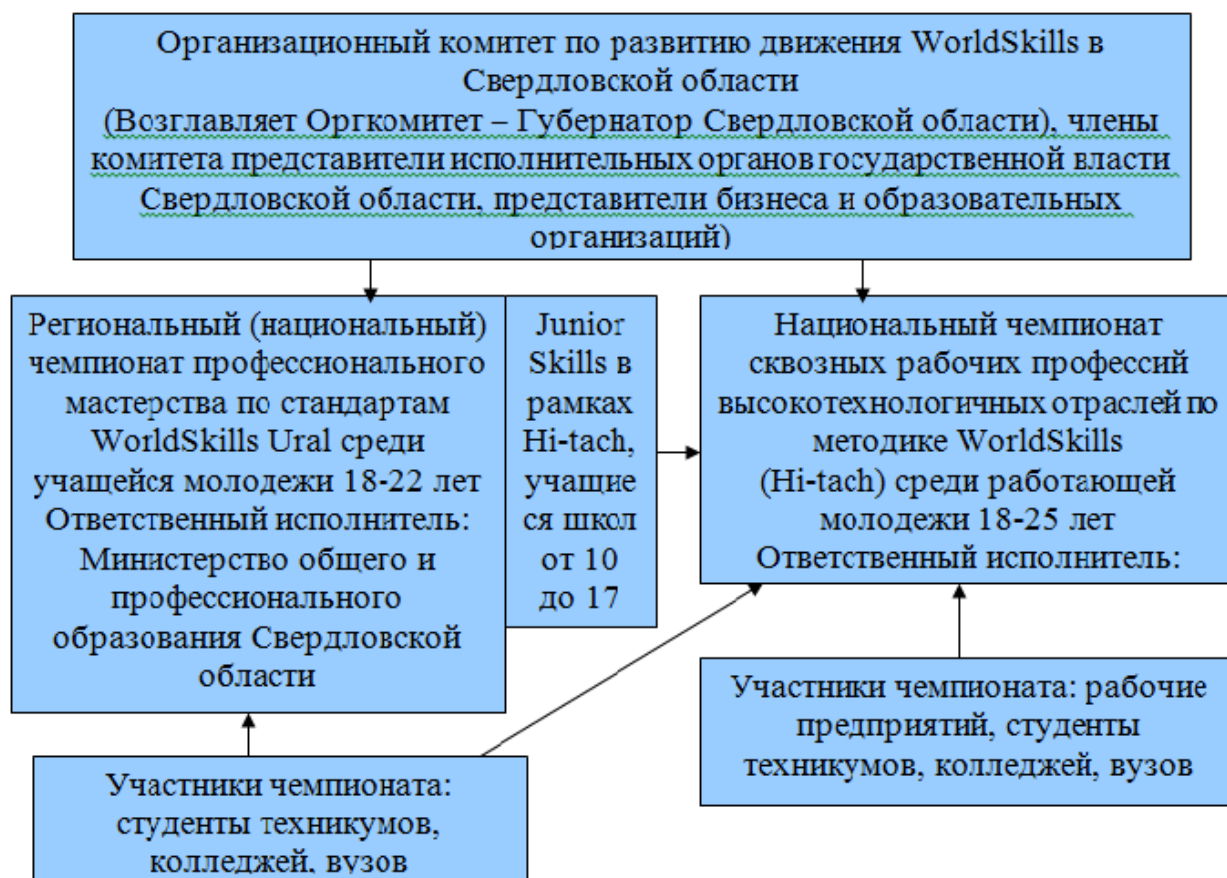 Организационный комитет по развитию движения WorldSkills в
Свердловской области
(Возглавляет Оргкомитет – Губернатор Свердловской области), члены
комитета представители исполнительных органов государственной власти
Свердловской области, представители бизнеса и образовательных
организаций)
Региональный (национальный)
чемпионат профессионального
мастерства по стандартам
WorldSkills Ural среди
учащейся молодежи 18-22 лет
Ответственный исполнитель:
Министерство общего и
профессионального
образования Свердловской
области
Junior
Skills в
рамках
Hi-tach,
учащие
ся школ
от 10
до 17
Национальный чемпионат
сквозных рабочих профессий
высокотехнологичных отраслей по
методике WorldSkills
(Hi-tach) среди работающей
молодежи 18-25 лет
Ответственный исполнитель:
Участники чемпионата: рабочие
предприятий, студенты
техникумов, колледжей, вузов
Участники чемпионата:
студенты техникумов,
колледжей, вузов